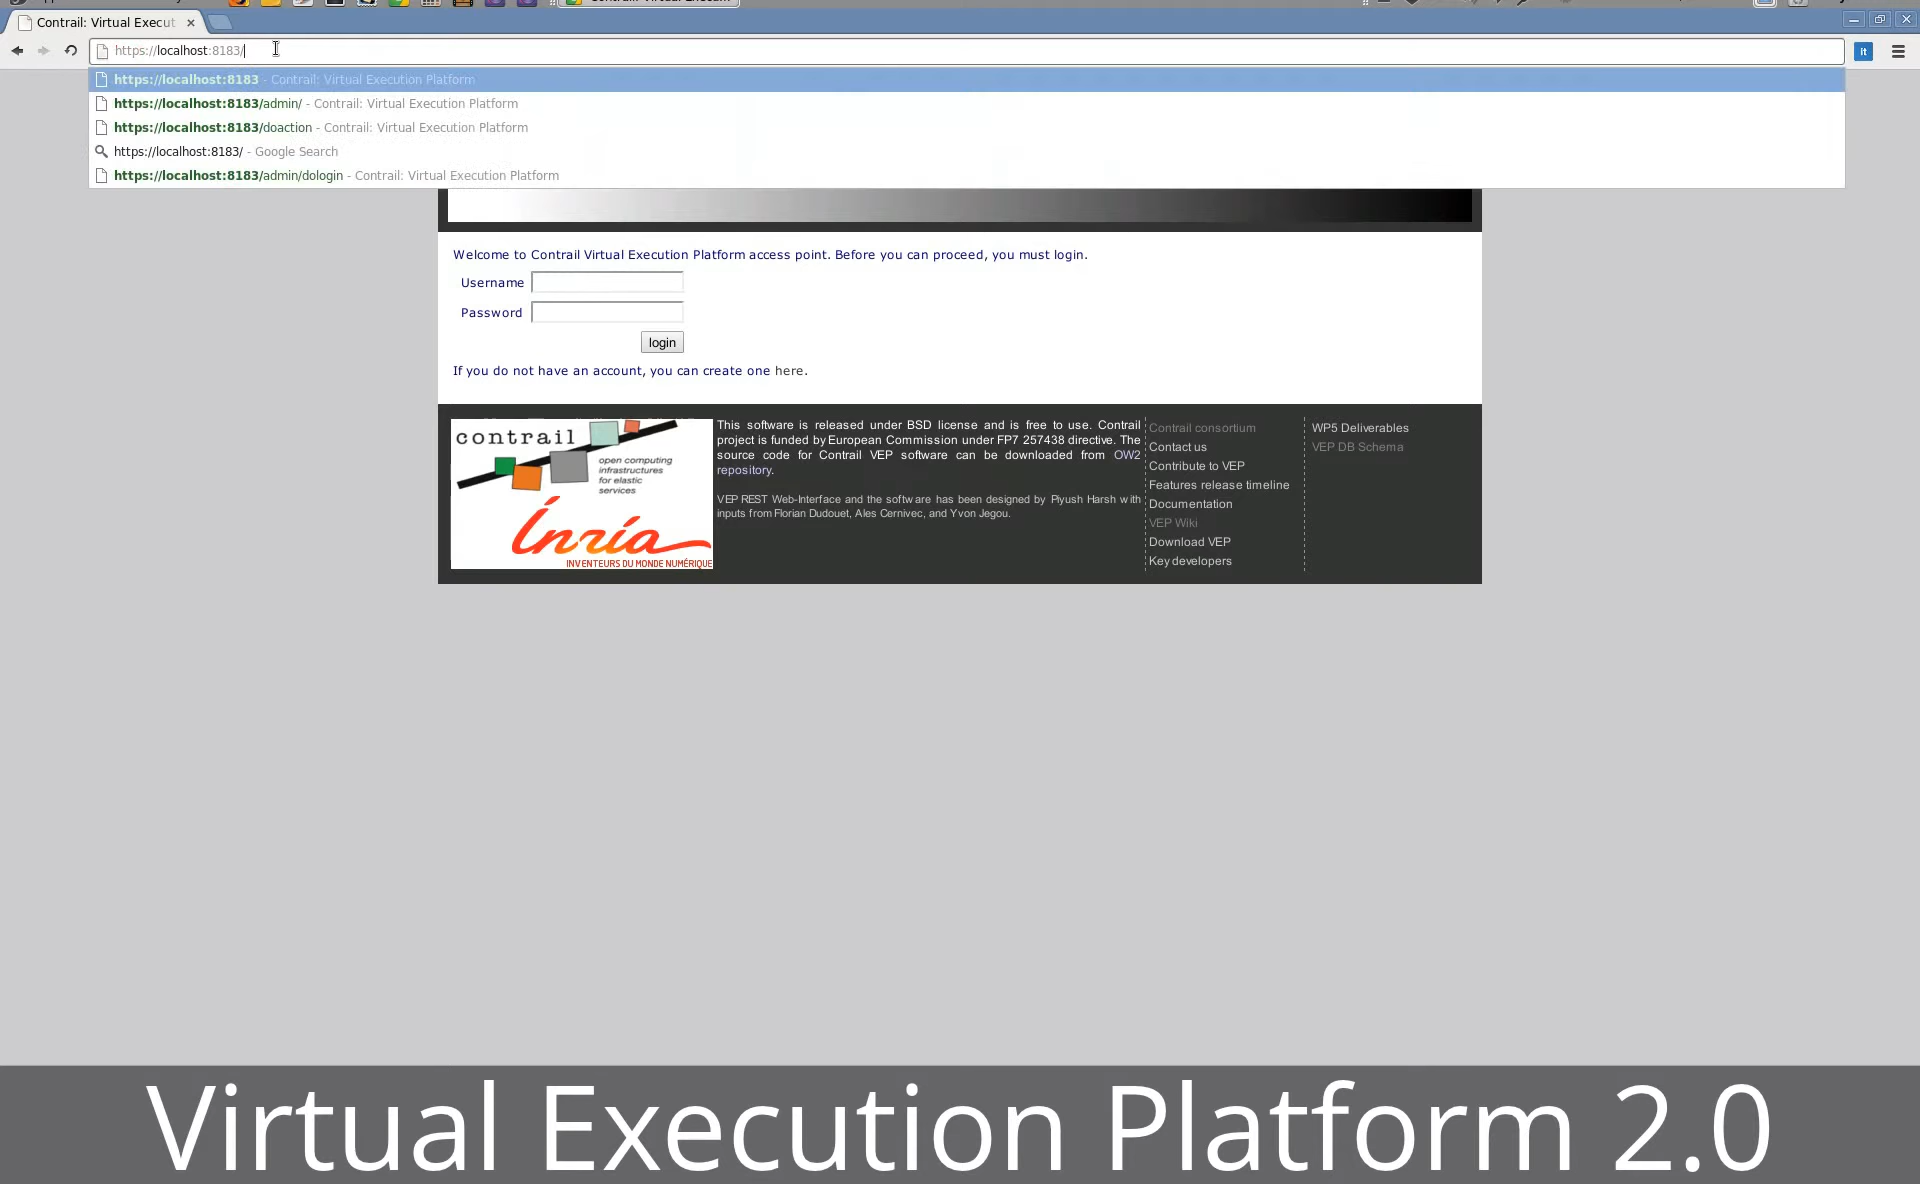 Contrail: Virtual Execut
https://localhost:8183/
it
https://localhost:8183 - Contrail: Virtual Execution Platform
https://localhost:8183/admin/ - Contrail: Virtual Execution Platform
https://localhost:8183/doaction - Contrail: Virtual Execution Platform
https://localhost:8183/ - Google Search
https://localhost:8183/admin/dologin - Contrail: Virtual Execution Platform
Welcome to Contrail Virtual Execution Platform access point. Before you can proceed, you must login.
Username
Password
login
If you do not have an account, you can create one here.
contrail
open computing
infrastructures
for elastic
services
Inria
INVENTEURS DU MONDE NUMÉRIQUE
This software is released under BSD license and is free to use. Contrail
project is funded by European Commission under FP7 257438 directive. The
source code for Contrail VEP software can be downloaded from OW2
repository.
VEP REST Web-Interface and the software has been designed by Piyush Harsh with
inputs from Florian Dudouet, Ales Cernivec, and Yvon Jegou.
Contrail consortium
Contact us
Contribute to VEP
Features release timeline
Documentation
VEP Wiki
Download VEP
Key developers
WP5 Deliverables
VEP DB Schema
Virtual Execution Platform 2.0